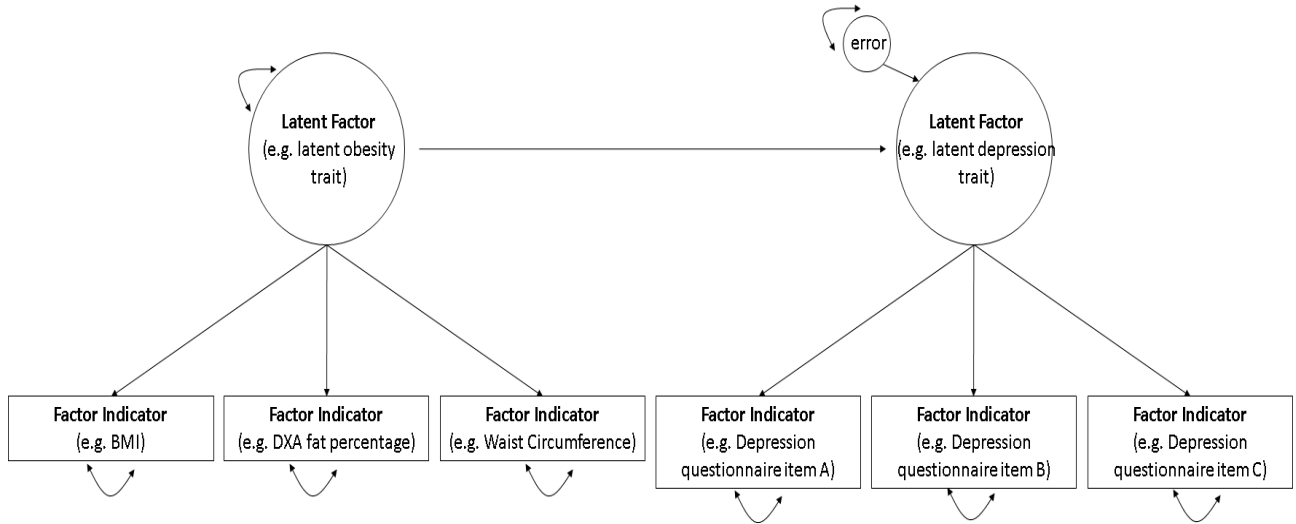 error
Latent Factor
(e.g. latent obesity
trait)
Latent Factor
(e.g. latent depression
trait)
Factor Indicator
(e.g. BMI)
Factor Indicator
(e.g. DXA fat percentage)
Factor Indicator
(e.g. Waist Circumference)
Factor Indicator
(e.g. Depression
questionnaire item A)
Factor Indicator
(e.g. Depression
questionnaire item B)
Factor Indicator
(e.g. Depression
questionnaire item C)